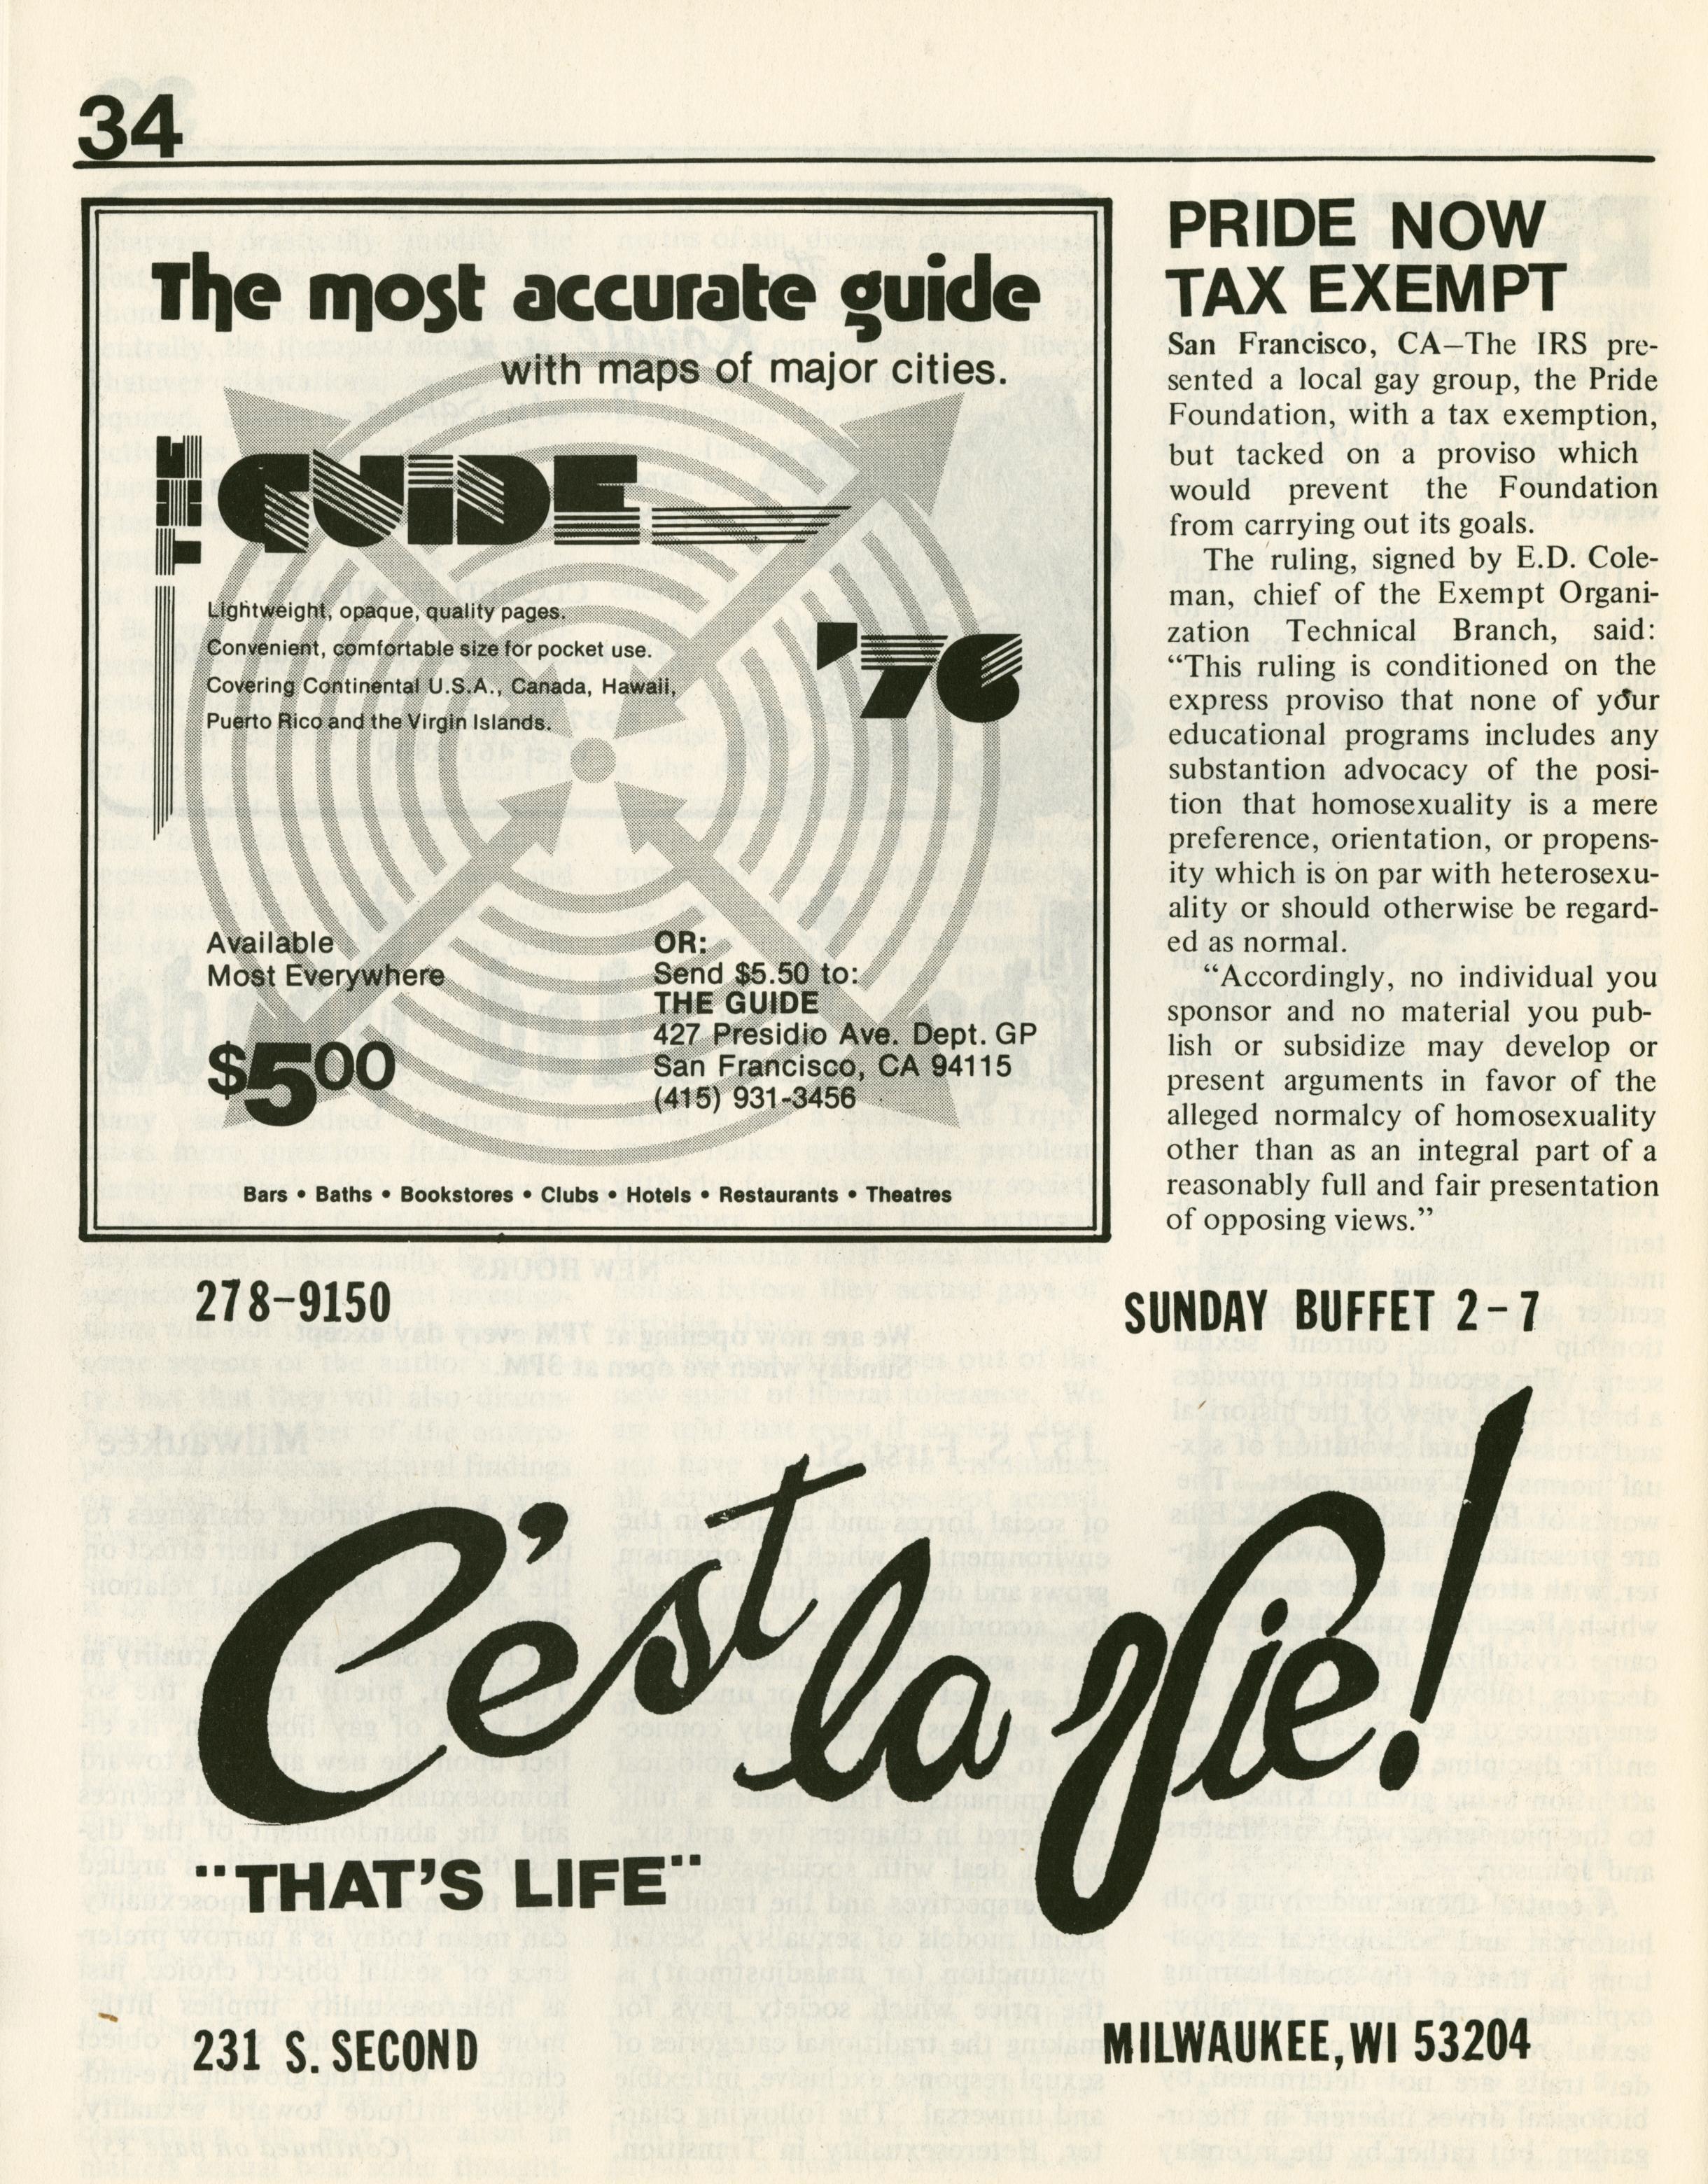 34
The most accurate guide
with maps of major cities.
THE GUIDE
'76
Lightweight, opaque, quality pages.
Convenient, comfortable size for pocket use.
Covering Continental U.S.A., Canada, Hawaii,
Puerto Rico and the Virgin Islands.
Available
Most Everywhere
$5.00
OR:
Send $5.50 to:
THE GUIDE
427 Presidio Ave. Dept. GP
San Francisco, CA 94115
(415) 931-3456
Bars • Baths • Bookstores • Clubs • Hotels • Restaurants • Theatres
PRIDE NOW
TAX EXEMPT
San Francisco, CA—The IRS pre-
sented a local gay group, the Pride
Foundation, with a tax exemption,
but tacked on a proviso which
would prevent the Foundation
from carrying out its goals.
The ruling, signed by E.D. Cole-
man, chief of the Exempt Organi-
zation Technical Branch, said:
“This ruling is conditioned on the
express proviso that none of your
educational programs includes any
substantion advocacy of the posi-
tion that homosexuality is a mere
preference, orientation, or propens-
ity which is on par with heterosexu-
ality or should otherwise be regard-
ed as normal.
“Accordingly, no individual you
sponsor and no material you pub-
lish or subsidize may develop or
present arguments in favor of the
alleged normalcy of homosexuality
other than as an integral part of a
reasonably full and fair presentation
of opposing views.”
278-9150
SUNDAY BUFFET 2-7
C'est la Vie!
"THAT'S LIFE"
231 S. SECOND
MILWAUKEE, WI 53204